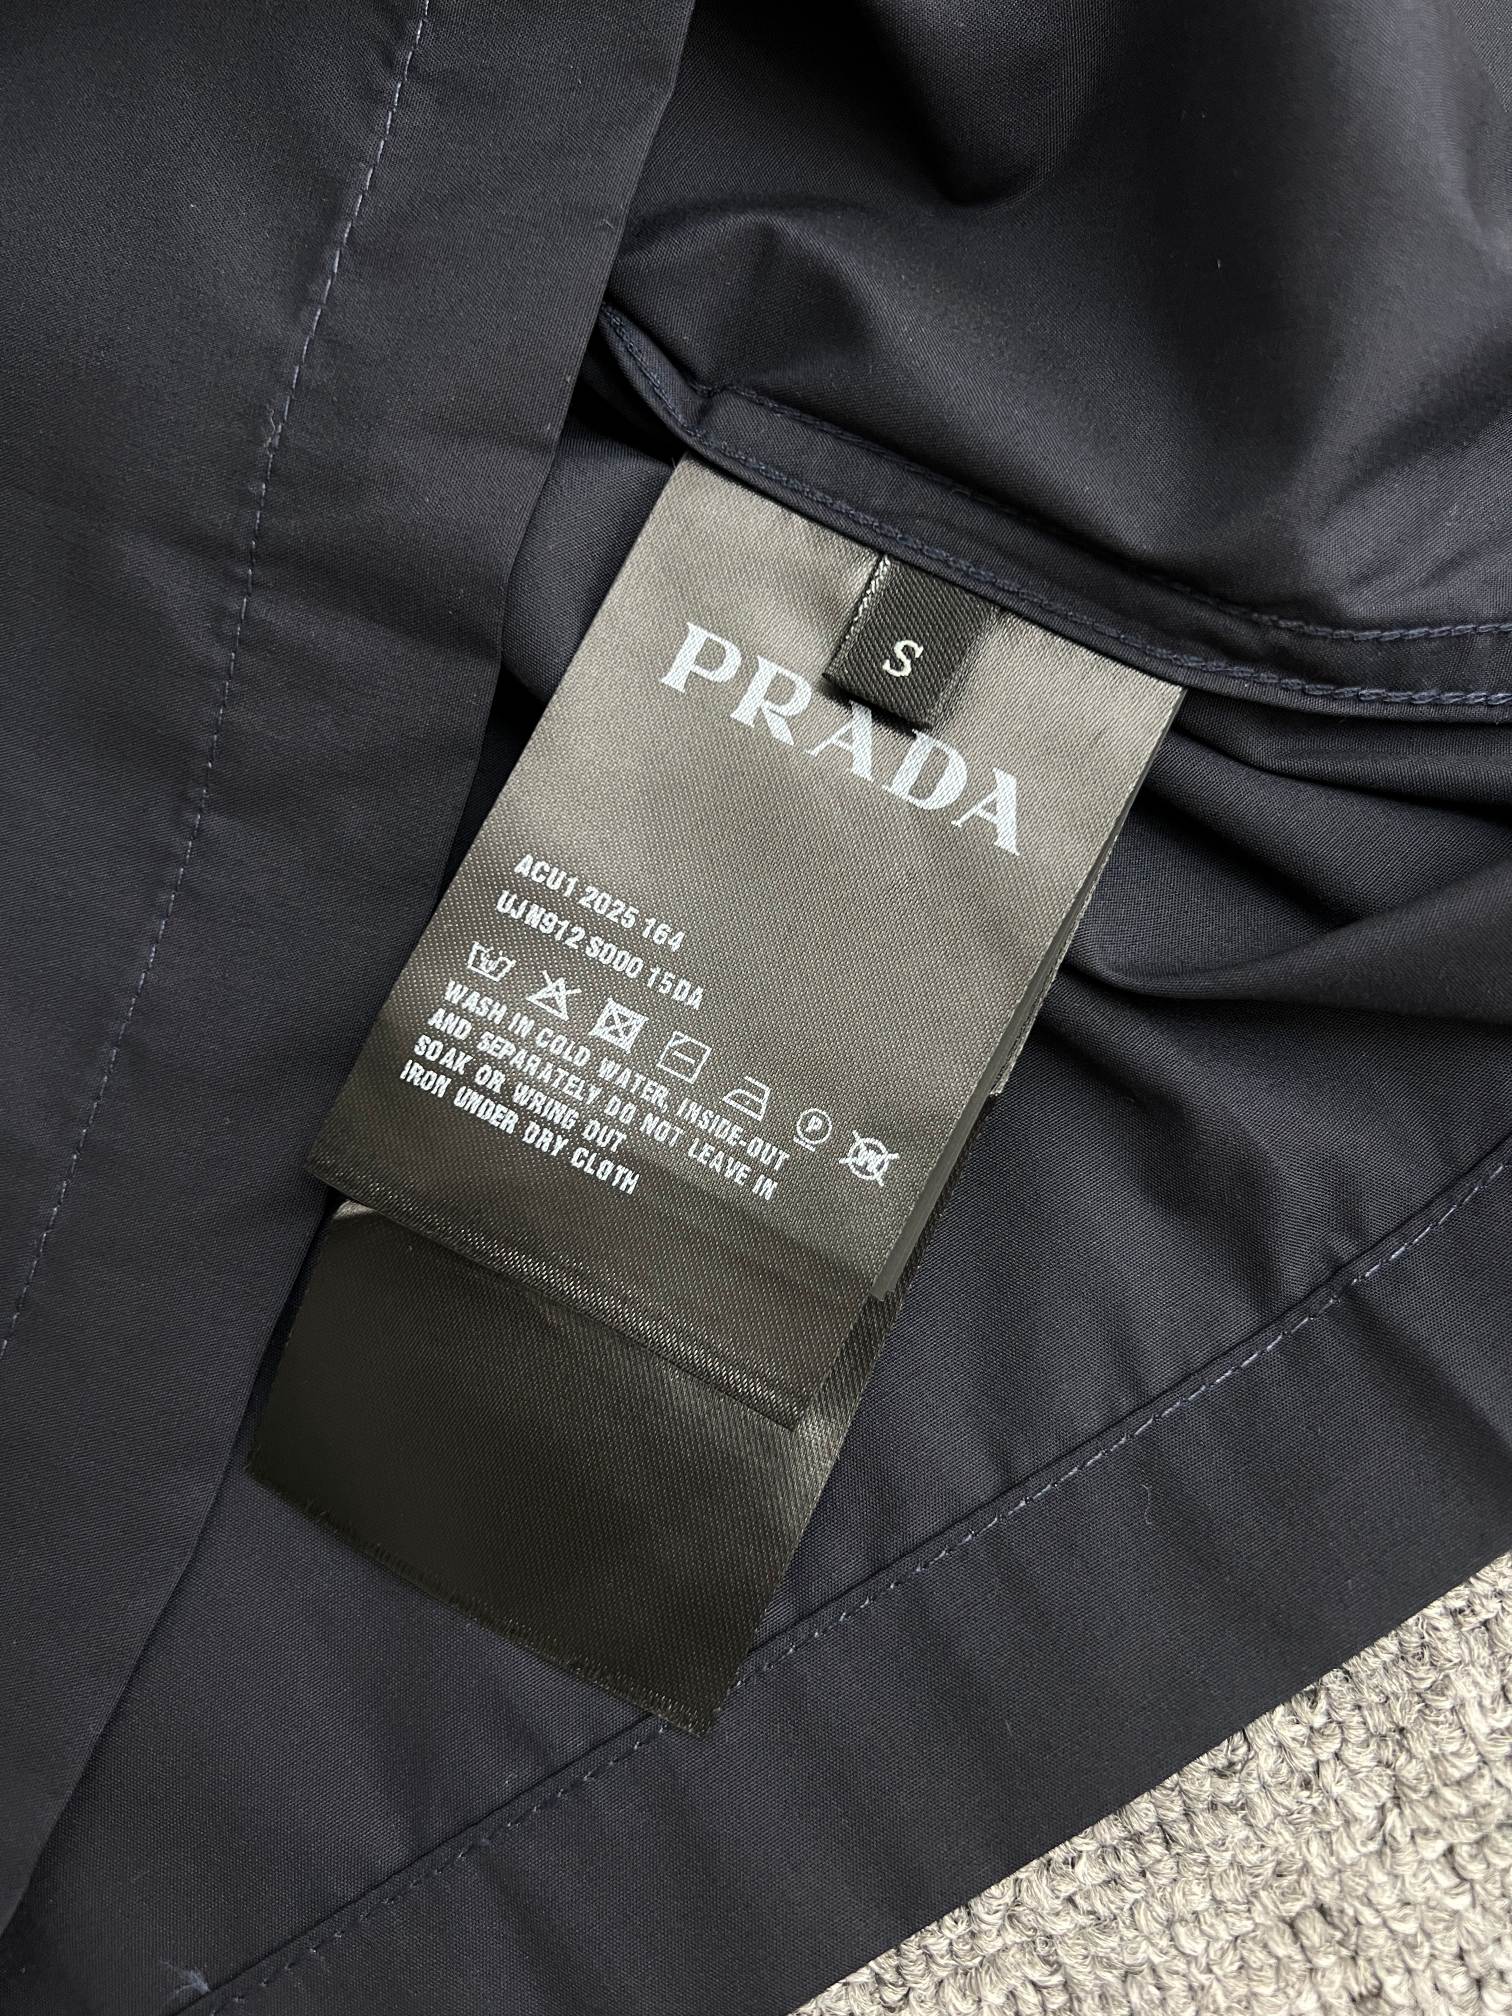 S
PRADA
ACU1 2025 164
UJN912 S000 15DA
WASH IN COLD WATER, INSIDE-OUT
AND SEPARATELY DO NOT LEAVE IN
SOAK OR WRING OUT
IRON UNDER DRY CLOTH